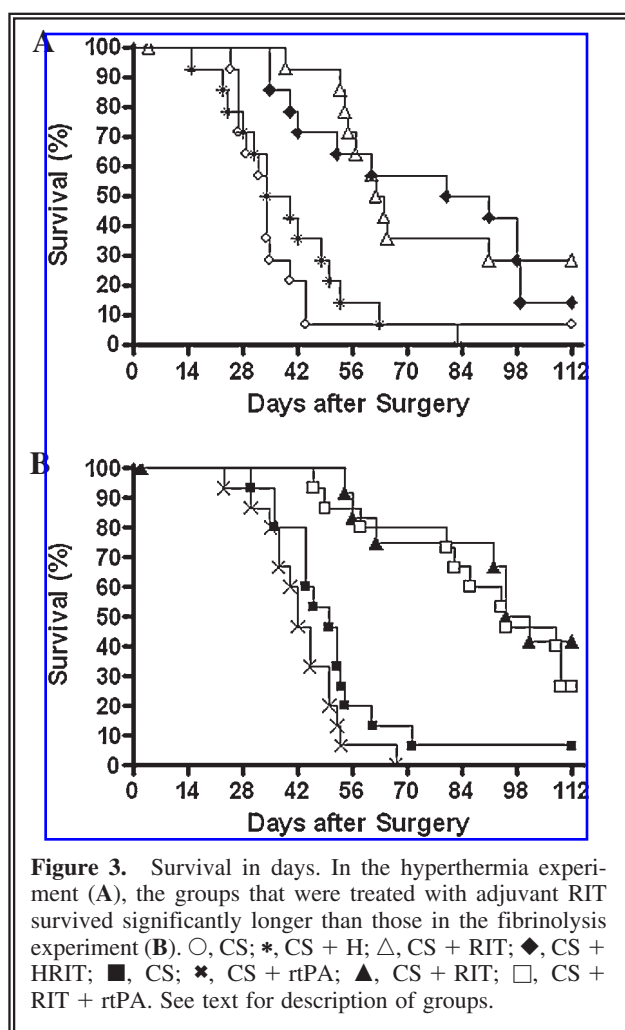 A
100
90
80
70
60
50
40
30
20
10
0
Survival (%)
0 14 28 42 56 70 84 98 112
Days after Surgery
B
100
90
80
70
60
50
40
30
20
10
0
Survival (%)
0 14 28 42 56 70 84 98 112
Days after Surgery
Figure 3. Survival in days. In the hyperthermia experi-
ment (A), the groups that were treated with adjuvant RIT
survived significantly longer than those in the fibrinolysis
experiment (B). ○, CS; *, CS + H; △, CS + RIT; ◆, CS +
HRIT; ■, CS; ✖, CS + rtPA; ▲, CS + RIT; □, CS +
RIT + rtPA. See text for description of groups.